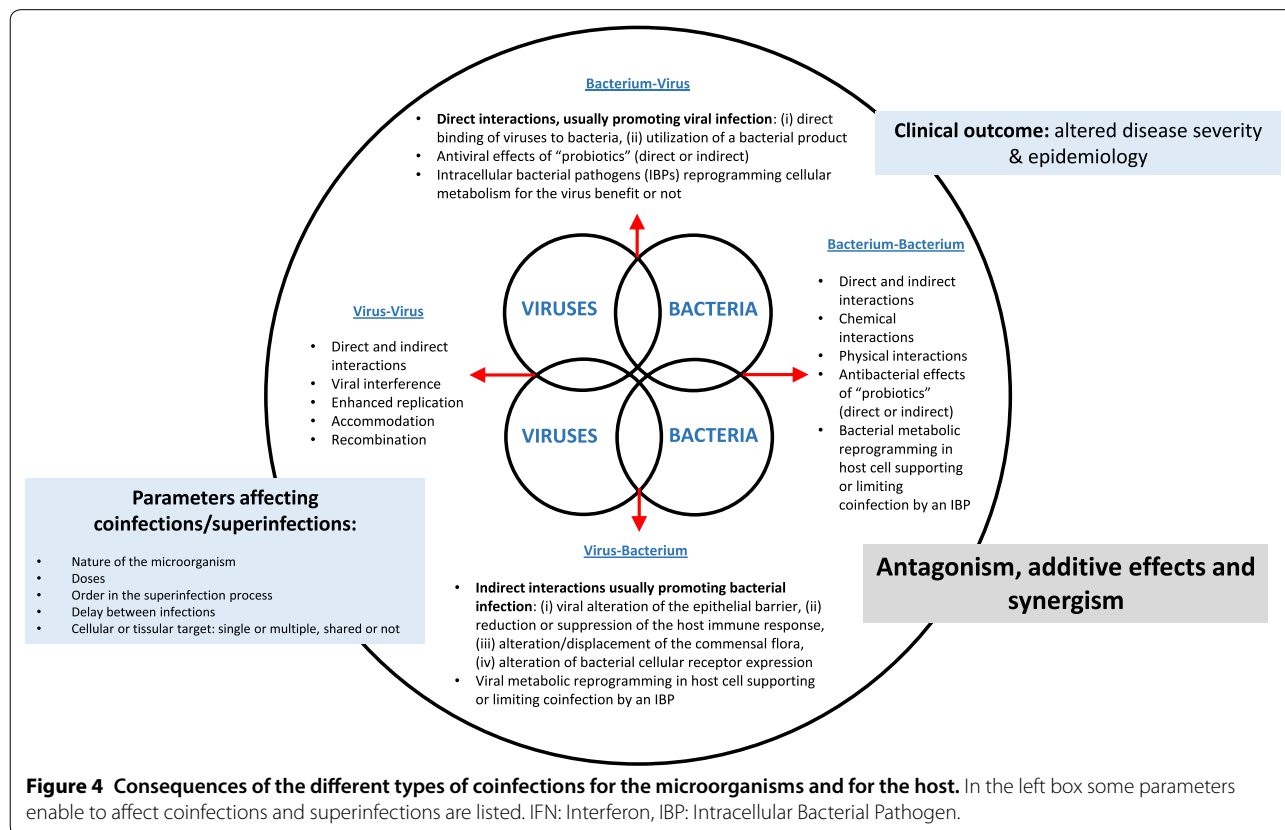 Bacterium-Virus
• Direct interactions, usually promoting viral infection: (i) direct
binding of viruses to bacteria, (ii) utilization of a bacterial product
• Antiviral effects of “probiotics” (direct or indirect)
• Intracellular bacterial pathogens (IBPs) reprogramming cellular
metabolism for the virus benefit or not
Clinical outcome: altered disease severity
& epidemiology
VIRUSES
BACTERIA
VIRUSES
BACTERIA
Virus-Virus
• Direct and indirect
interactions
• Viral interference
• Enhanced replication
• Accommodation
• Recombination
Bacterium-Bacterium
• Direct and indirect
interactions
• Chemical
interactions
• Physical interactions
• Antibacterial effects
of “probiotics”
(direct or indirect)
• Bacterial metabolic
reprogramming in
host cell supporting
or limiting
coinfection by an IBP
Parameters affecting
coinfections/superinfections:
• Nature of the microorganism
• Doses
• Order in the superinfection process
• Delay between infections
• Cellular or tissular target: single or multiple, shared or not
Virus-Bacterium
• Indirect interactions usually promoting bacterial
infection: (i) viral alteration of the epithelial barrier, (ii)
reduction or suppression of the host immune response,
(iii) alteration/displacement of the commensal flora,
(iv) alteration of bacterial cellular receptor expression
• Viral metabolic reprogramming in host cell supporting
or limiting coinfection by an IBP
Antagonism, additive effects and
synergism
Figure 4 Consequences of the different types of coinfections for the microorganisms and for the host. In the left box some parameters
enable to affect coinfections and superinfections are listed. IFN: Interferon, IBP: Intracellular Bacterial Pathogen.